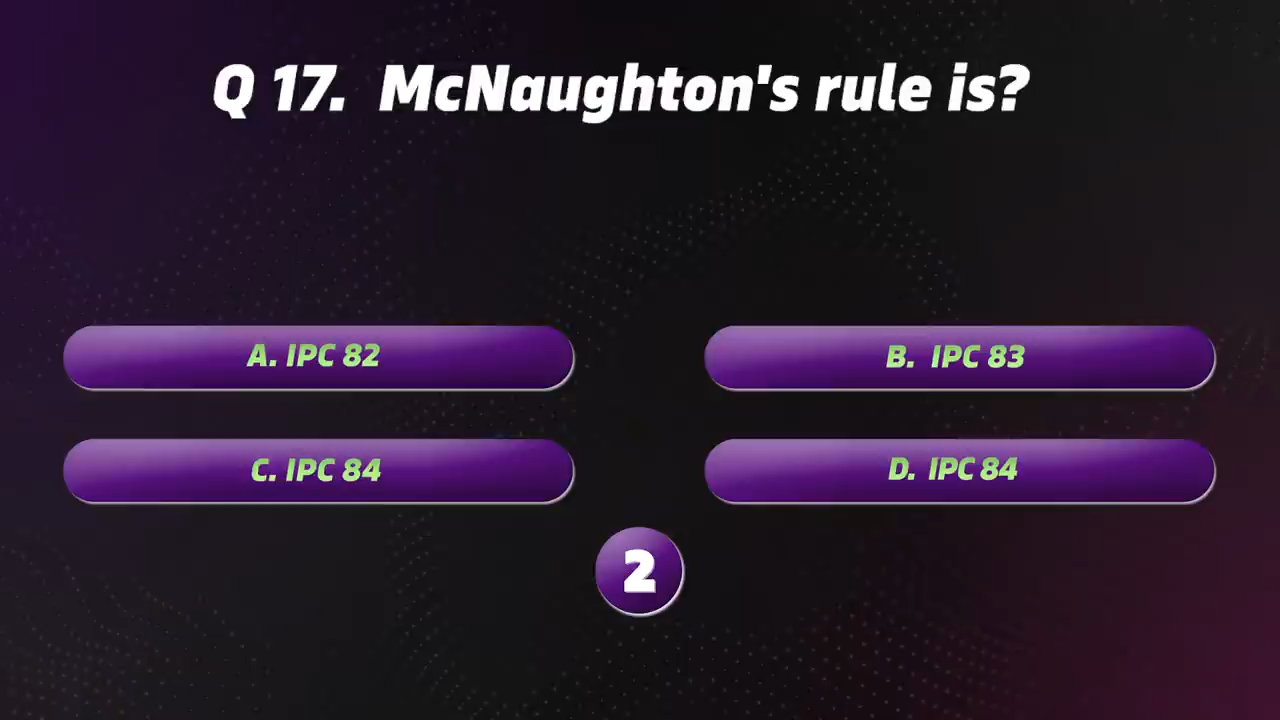 Q 17. McNaughton's rule is?
A. IPC 82
B. IPC 83
C. IPC 84
D. IPC 84
2